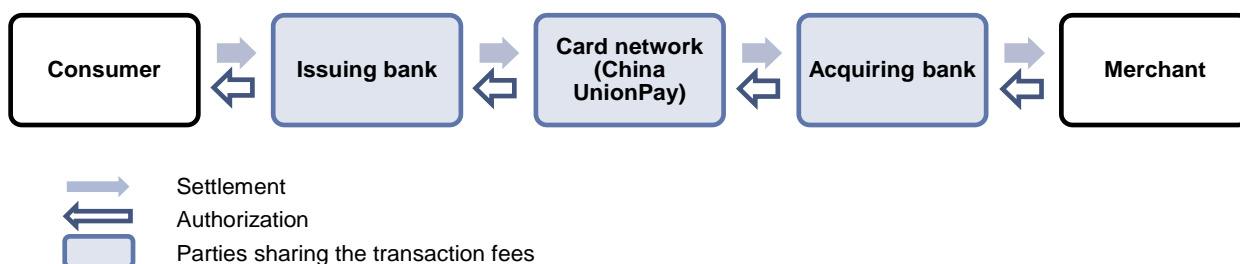 Consumer
Issuing bank
Card network
(China
UnionPay)
Acquiring bank
Merchant
Settlement
Authorization
Parties sharing the transaction fees